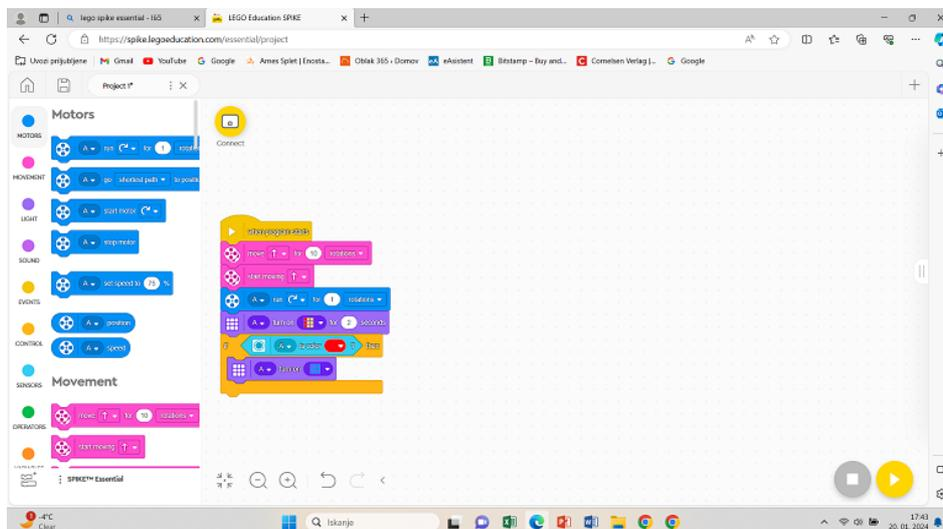 lego spike essential - I65
LEGO Education SPIKE
https://spike.legoeducation.com/essential/project
Uvozi priljubljene
Gmail
YouTube
Google
Arnes Splet | Enosta...
Oblak 365 › Domov
eAsistent
Bitstamp – Buy and...
Cornelsen Verlag |...
Google
Project 1*
Motors
Connect
MOTORS
A run for 1
MOVEMENT
A go shortest path
LIGHT
A start motor
SOUND
A stop motor
EVENTS
A set speed to 75 %
CONTROL
A position
SENSORS
A speed
OPERATORS
Movement
move for 10 rotations
start moving
SPIKE™ Essential
when program starts
move for 10 rotations
start moving
A run for 1 rotations
A turn on for 2 seconds
if A is color ? then
A turn on
-4°C
Clear
Iskanje
17:43
20. 01. 2024